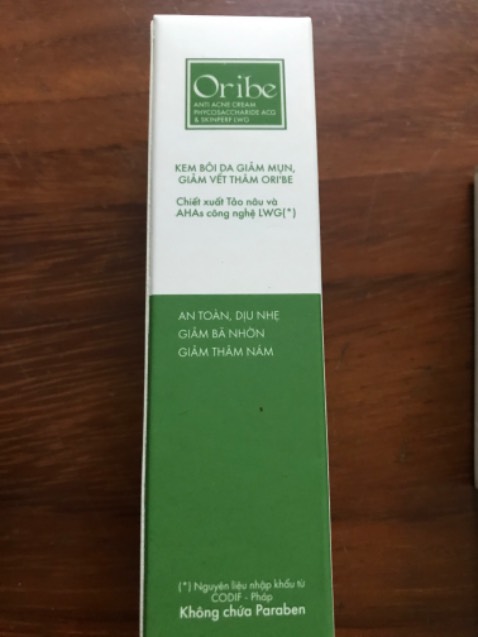 Oribe
ANTI ACNE CREAM
PHYCOSACCHARIDE ACG
& SKINPERF LWG
KEM BÔI DA GIẢM MỤN,
GIẢM VẾT THÂM ORI'BE
Chiết xuất Tảo nâu và
AHAs công nghệ LWG(*)
AN TOÀN, DỊU NHẸ
GIẢM BÃ NHỜN
GIẢM THÂM NÁM
(*) Nguyên liệu nhập khẩu từ
CODIF - Pháp
Không chứa Paraben